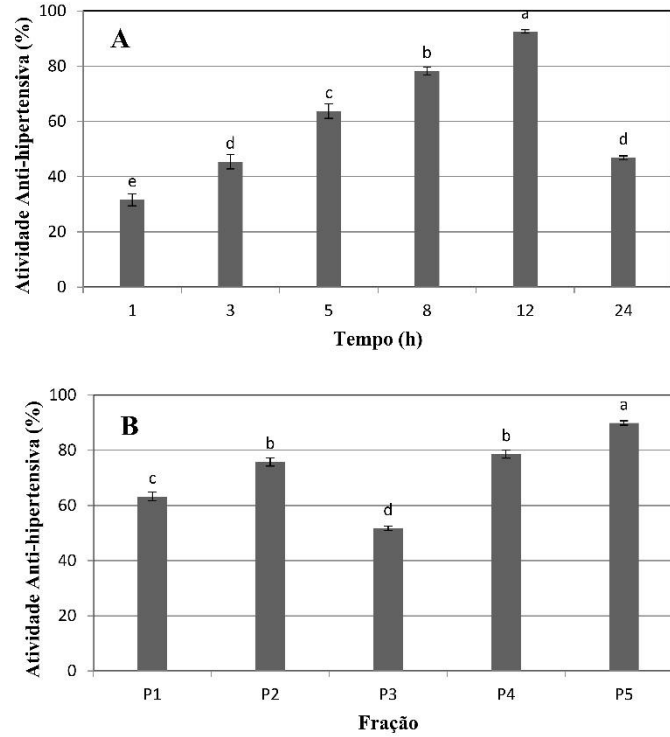 A
Atividade Anti-hipertensiva (%)
100
80
60
40
20
0
e
d
c
b
a
d
1 3 5 8 12 24
Tempo (h)
B
Atividade Anti-hipertensiva (%)
100
80
60
40
20
0
c
b
d
b
a
P1 P2 P3 P4 P5
Fração